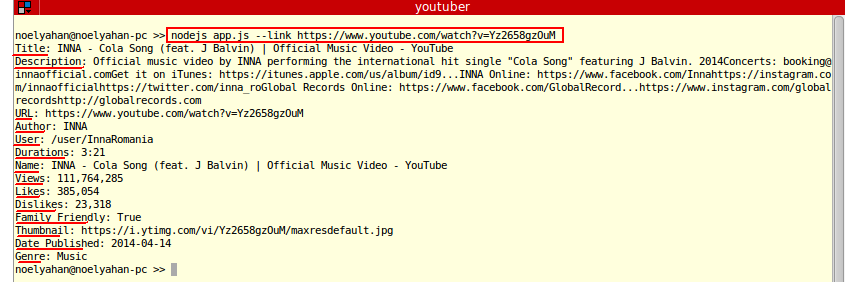 youtuber
noelyahan@noelyahan-pc >> nodejs app.js --link https://www.youtube.com/watch?v=Yz2658gzOuM
Title: INNA - Cola Song (feat. J Balvin) | Official Music Video - YouTube
Description: Official music video by INNA performing the international hit single "Cola Song" featuring J Balvin. 2014Concerts: booking@
innaofficial.comGet it on iTunes: https://itunes.apple.com/us/album/id9...INNA Online: https://www.facebook.com/Innahttps://instagram.co
m/innaofficialhttps://twitter.com/inna_roGlobal Records Online: https://www.facebook.com/GlobalRecord...https://www.instagram.com/global
recordshttp://globalrecords.com
URL: https://www.youtube.com/watch?v=Yz2658gzOuM
Author: INNA
User: /user/InnaRomania
Durations: 3:21
Name: INNA - Cola Song (feat. J Balvin) | Official Music Video - YouTube
Views: 111,764,285
Likes: 385,054
Dislikes: 23,318
Family Friendly: True
Thumbnail: https://i.ytimg.com/vi/Yz2658gzOuM/maxresdefault.jpg
Date Published: 2014-04-14
Genre: Music
noelyahan@noelyahan-pc >>